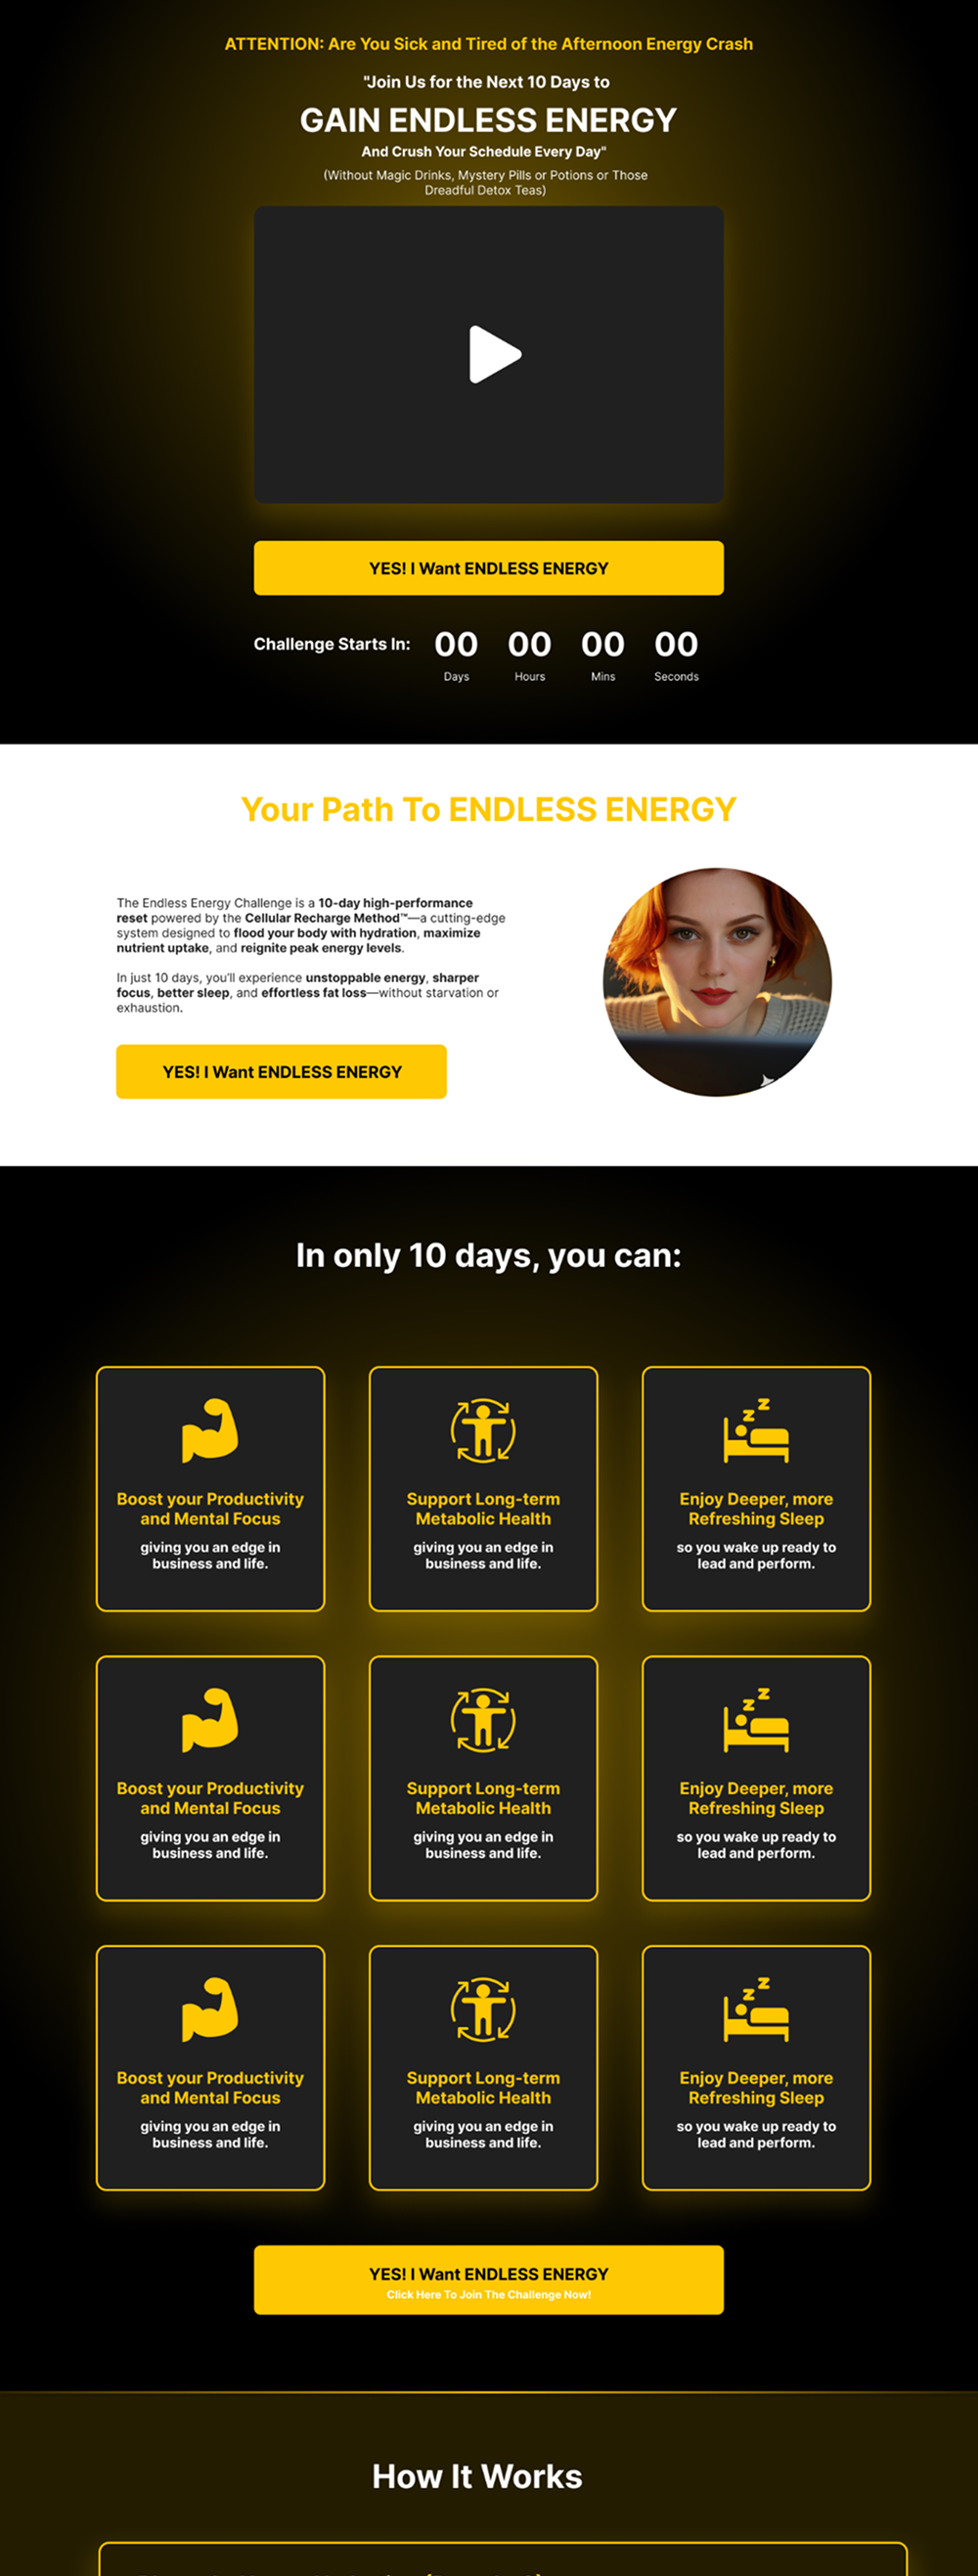 ATTENTION: Are You Sick and Tired of the Afternoon Energy Crash
"Join Us for the Next 10 Days to
GAIN ENDLESS ENERGY
And Crush Your Schedule Every Day"
(Without Magic Drinks, Mystery Pills or Potions or Those
Dreadful Detox Teas)
YES! I Want ENDLESS ENERGY
Challenge Starts In:
00 00 00 00
Days Hours Mins Seconds
Your Path To ENDLESS ENERGY
The Endless Energy Challenge is a 10-day high-performance
reset powered by the Cellular Recharge Method™—a cutting-edge
system designed to flood your body with hydration, maximize
nutrient uptake, and reignite peak energy levels.
In just 10 days, you'll experience unstoppable energy, sharper
focus, better sleep, and effortless fat loss—without starvation or
exhaustion.
YES! I Want ENDLESS ENERGY
In only 10 days, you can:
Boost your Productivity
and Mental Focus
giving you an edge in
business and life.
Support Long-term
Metabolic Health
giving you an edge in
business and life.
Enjoy Deeper, more
Refreshing Sleep
so you wake up ready to
lead and perform.
Boost your Productivity
and Mental Focus
giving you an edge in
business and life.
Support Long-term
Metabolic Health
giving you an edge in
business and life.
Enjoy Deeper, more
Refreshing Sleep
so you wake up ready to
lead and perform.
Boost your Productivity
and Mental Focus
giving you an edge in
business and life.
Support Long-term
Metabolic Health
giving you an edge in
business and life.
Enjoy Deeper, more
Refreshing Sleep
so you wake up ready to
lead and perform.
YES! I Want ENDLESS ENERGY
Click Here To Join The Challenge Now!
How It Works